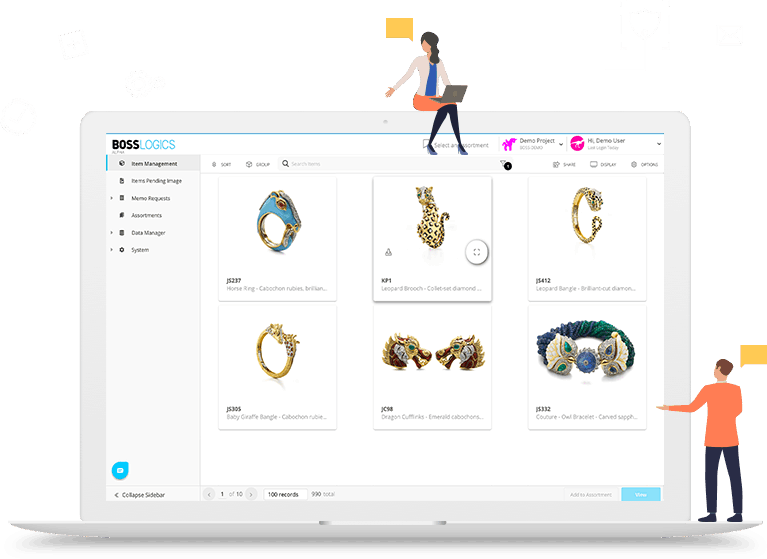 BOSSLOGICS
Select an assortment
Demo Project
BOSS-DEMO
Hi, Demo User
Last Login Today
Item Management
SORT
GROUP
Search items
SHARE
DISPLAY
OPTIONS
Items Pending Image
Memo Requests
Assortments
Data Manager
System
JS237
Horse Ring - Cabochon rubies, brillian...
KP1
Leopard Brooch - Collet-set diamond ...
JS412
Leopard Bangle - Brilliant-cut diamon...
JS305
Baby Giraffe Bangle - Cabochon rubie...
JC98
Dragon Cufflinks - Emerald cabochons...
JS332
Couture - Owl Bracelet - Carved sapph...
Collapse Sidebar
1 of 10
100 records
990 total
Add to Assortment